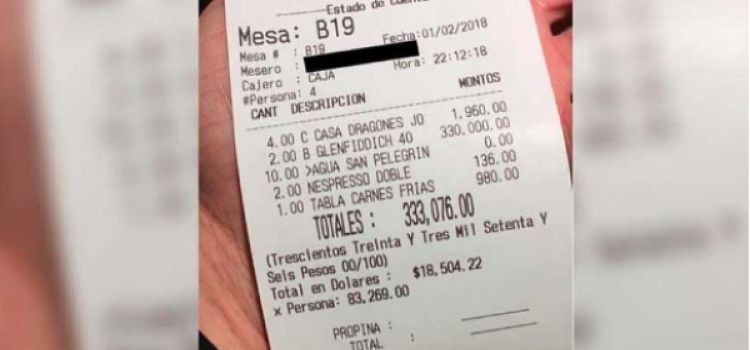 Estado de Cuenta
Mesa: B19
Mesa # : B19 Fecha:01/02/2018
Mesero :
Cajero : CAJA Hora: 22:12:18
#Persona: 4
CANT DESCRIPCION MONTOS
4.00 C CASA DRAGONES JO 1,960.00
2.00 B GLENFIDDICH 40 330,000.00
10.00 >AGUA SAN PELEGRIN 0.00
2.00 NESPRESSO DOBLE 136.00
1.00 TABLA CARNES FRIAS 980.00
TOTALES : 333,076.00
(Trescientos Treinta Y Tres Mil Setenta Y
Seis Pesos 00/100)
Total en Dolares : $18,504.22
x Persona: 83,269.00
PROPINA :
TOTAL :